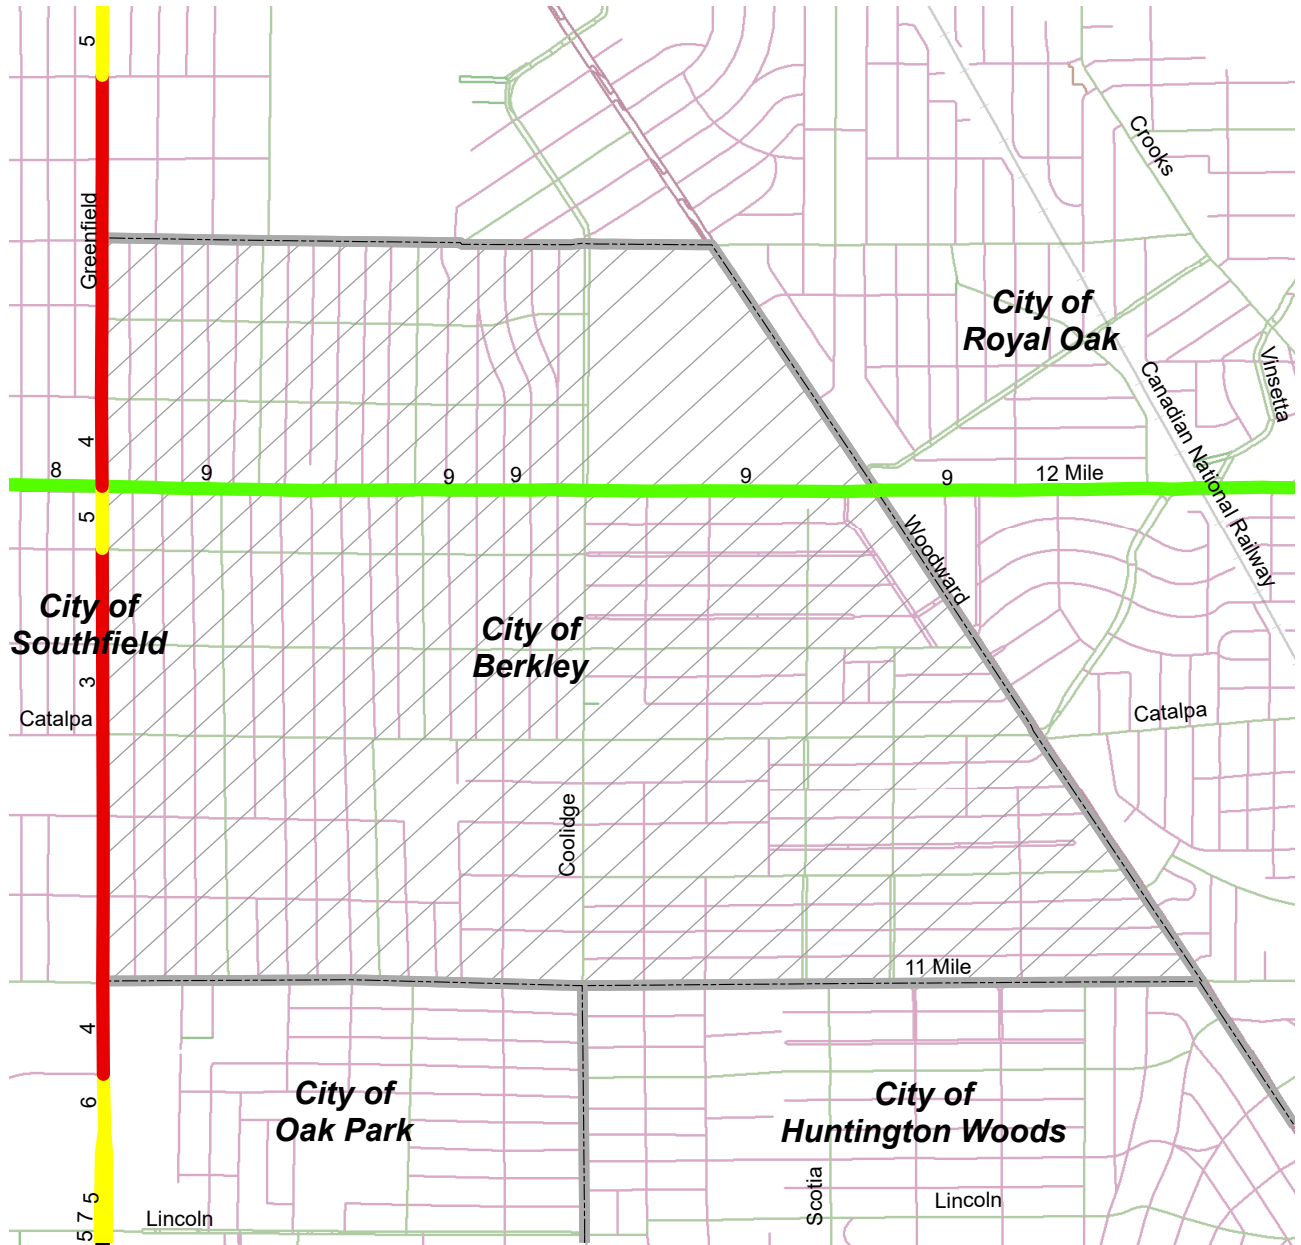 5
Crooks
Greenfield
City of
Royal Oak
Vinsetta
Canadian National Railway
4
8
9
9
9
9
9
12 Mile
5
Woodward
City of
Southfield
City of
Berkley
3
Catalpa
Catalpa
Coolidge
11 Mile
4
6
City of
Oak Park
City of
Huntington Woods
Scotia
5
7
5
Lincoln
Lincoln